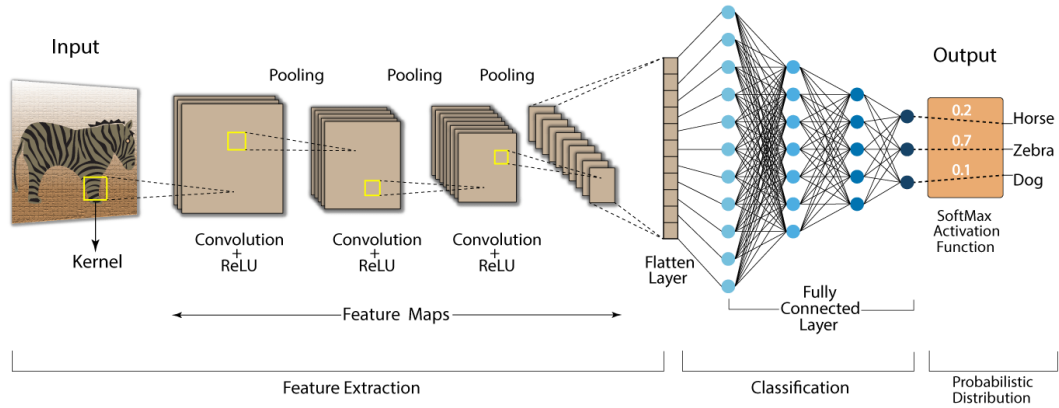 Input
Pooling
Pooling
Pooling
Output
0.2
Horse
0.7
Zebra
0.1
Dog
Kernel
Convolution
+
ReLU
Convolution
+
ReLU
Convolution
+
ReLU
Flatten
Layer
SoftMax
Activation
Function
Feature Maps
Fully
Connected
Layer
Feature Extraction
Classification
Probabilistic
Distribution